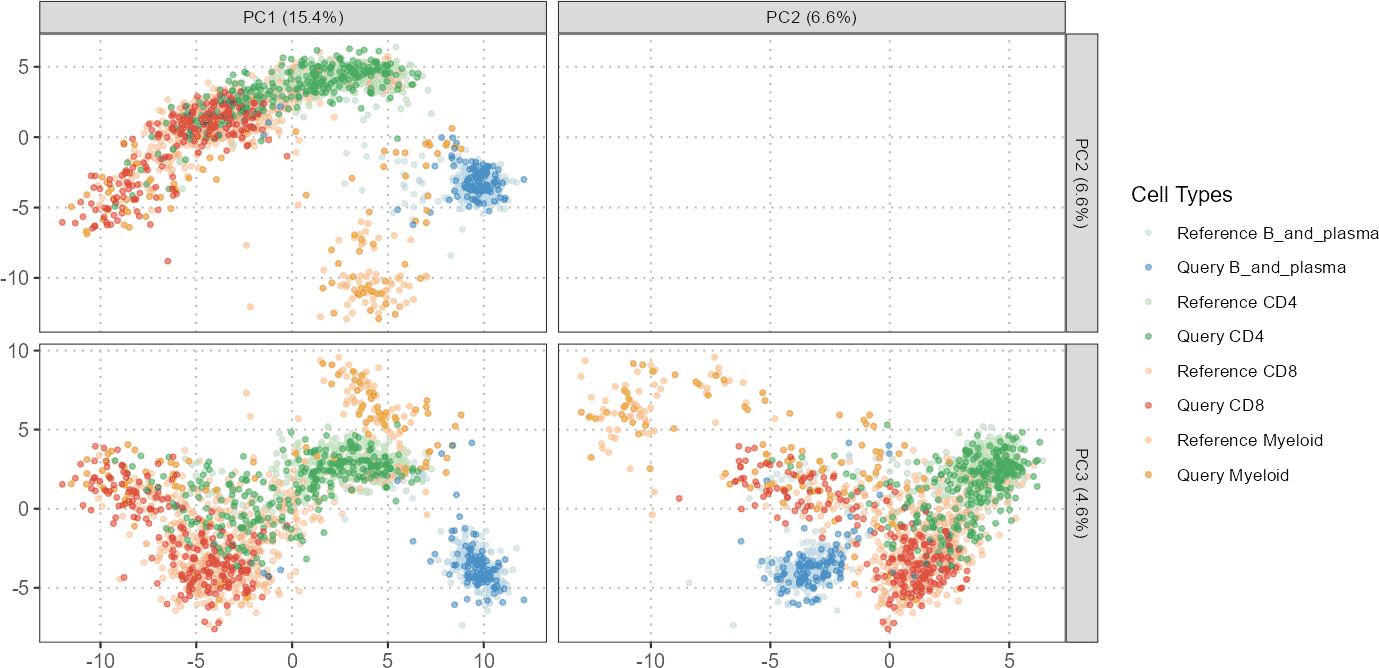 PC1 (15.4%)
PC2 (6.6%)
5
0
-5
-10
PC2 (6.6%)
10
5
0
-5
PC3 (4.6%)
-10
-5
0
5
10
-10
-5
0
5
Cell Types
Reference B_and_plasma
Query B_and_plasma
Reference CD4
Query CD4
Reference CD8
Query CD8
Reference Myeloid
Query Myeloid